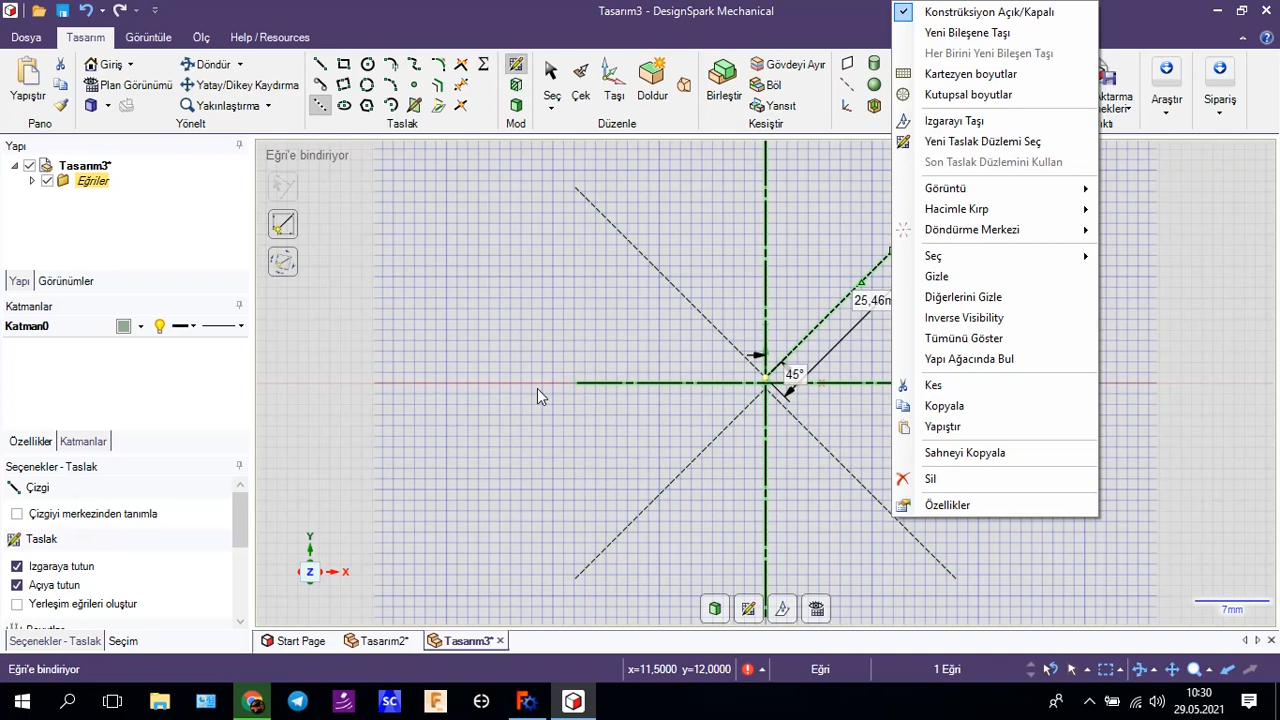 Tasarım3 - DesignSpark Mechanical
Dosya
Tasarım
Görüntüle
Ölç
Help / Resources
Yapıştır
Pano
Giriş
Plan Görünümü
Döndür
Yatay/Dikey Kaydırma
Yakınlaştırma
Yönelt
Taslak
Mod
Seç
Çek
Taşı
Doldur
Düzenle
Birleştir
Gövdeyi Ayır
Böl
Yansıt
Kesiştir
Araştır
Sipariş
Yapı
Tasarım3*
Eğriler
Yapı
Görünümler
Katmanlar
Katman0
Özellikler
Katmanlar
Seçenekler - Taslak
Çizgi
Çizgiyi merkezinden tanımla
Taslak
Izgaraya tutun
Açıya tutun
Yerleşim eğrileri oluştur
Seçenekler - Taslak
Seçim
Eğri'e bindiriyor
25,46m
45°
Y
Z
X
7mm
Konstrüksiyon Açık/Kapalı
Yeni Bileşene Taşı
Her Birini Yeni Bileşen Taşı
Kartezyen boyutlar
Kutupsal boyutlar
Izgarayı Taşı
Yeni Taslak Düzlemi Seç
Son Taslak Düzlemini Kullan
Görüntü
Hacimle Kırp
Döndürme Merkezi
Seç
Gizle
Diğerlerini Gizle
Inverse Visibility
Tümünü Göster
Yapı Ağacında Bul
Kes
Kopyala
Yapıştır
Sahneyi Kopyala
Sil
Özellikler
Start Page
Tasarım2*
Tasarım3*
Eğri'e bindiriyor
x=11,5000 y=12,0000
Eğri
1 Eğri
SC
10:30
29.05.2021